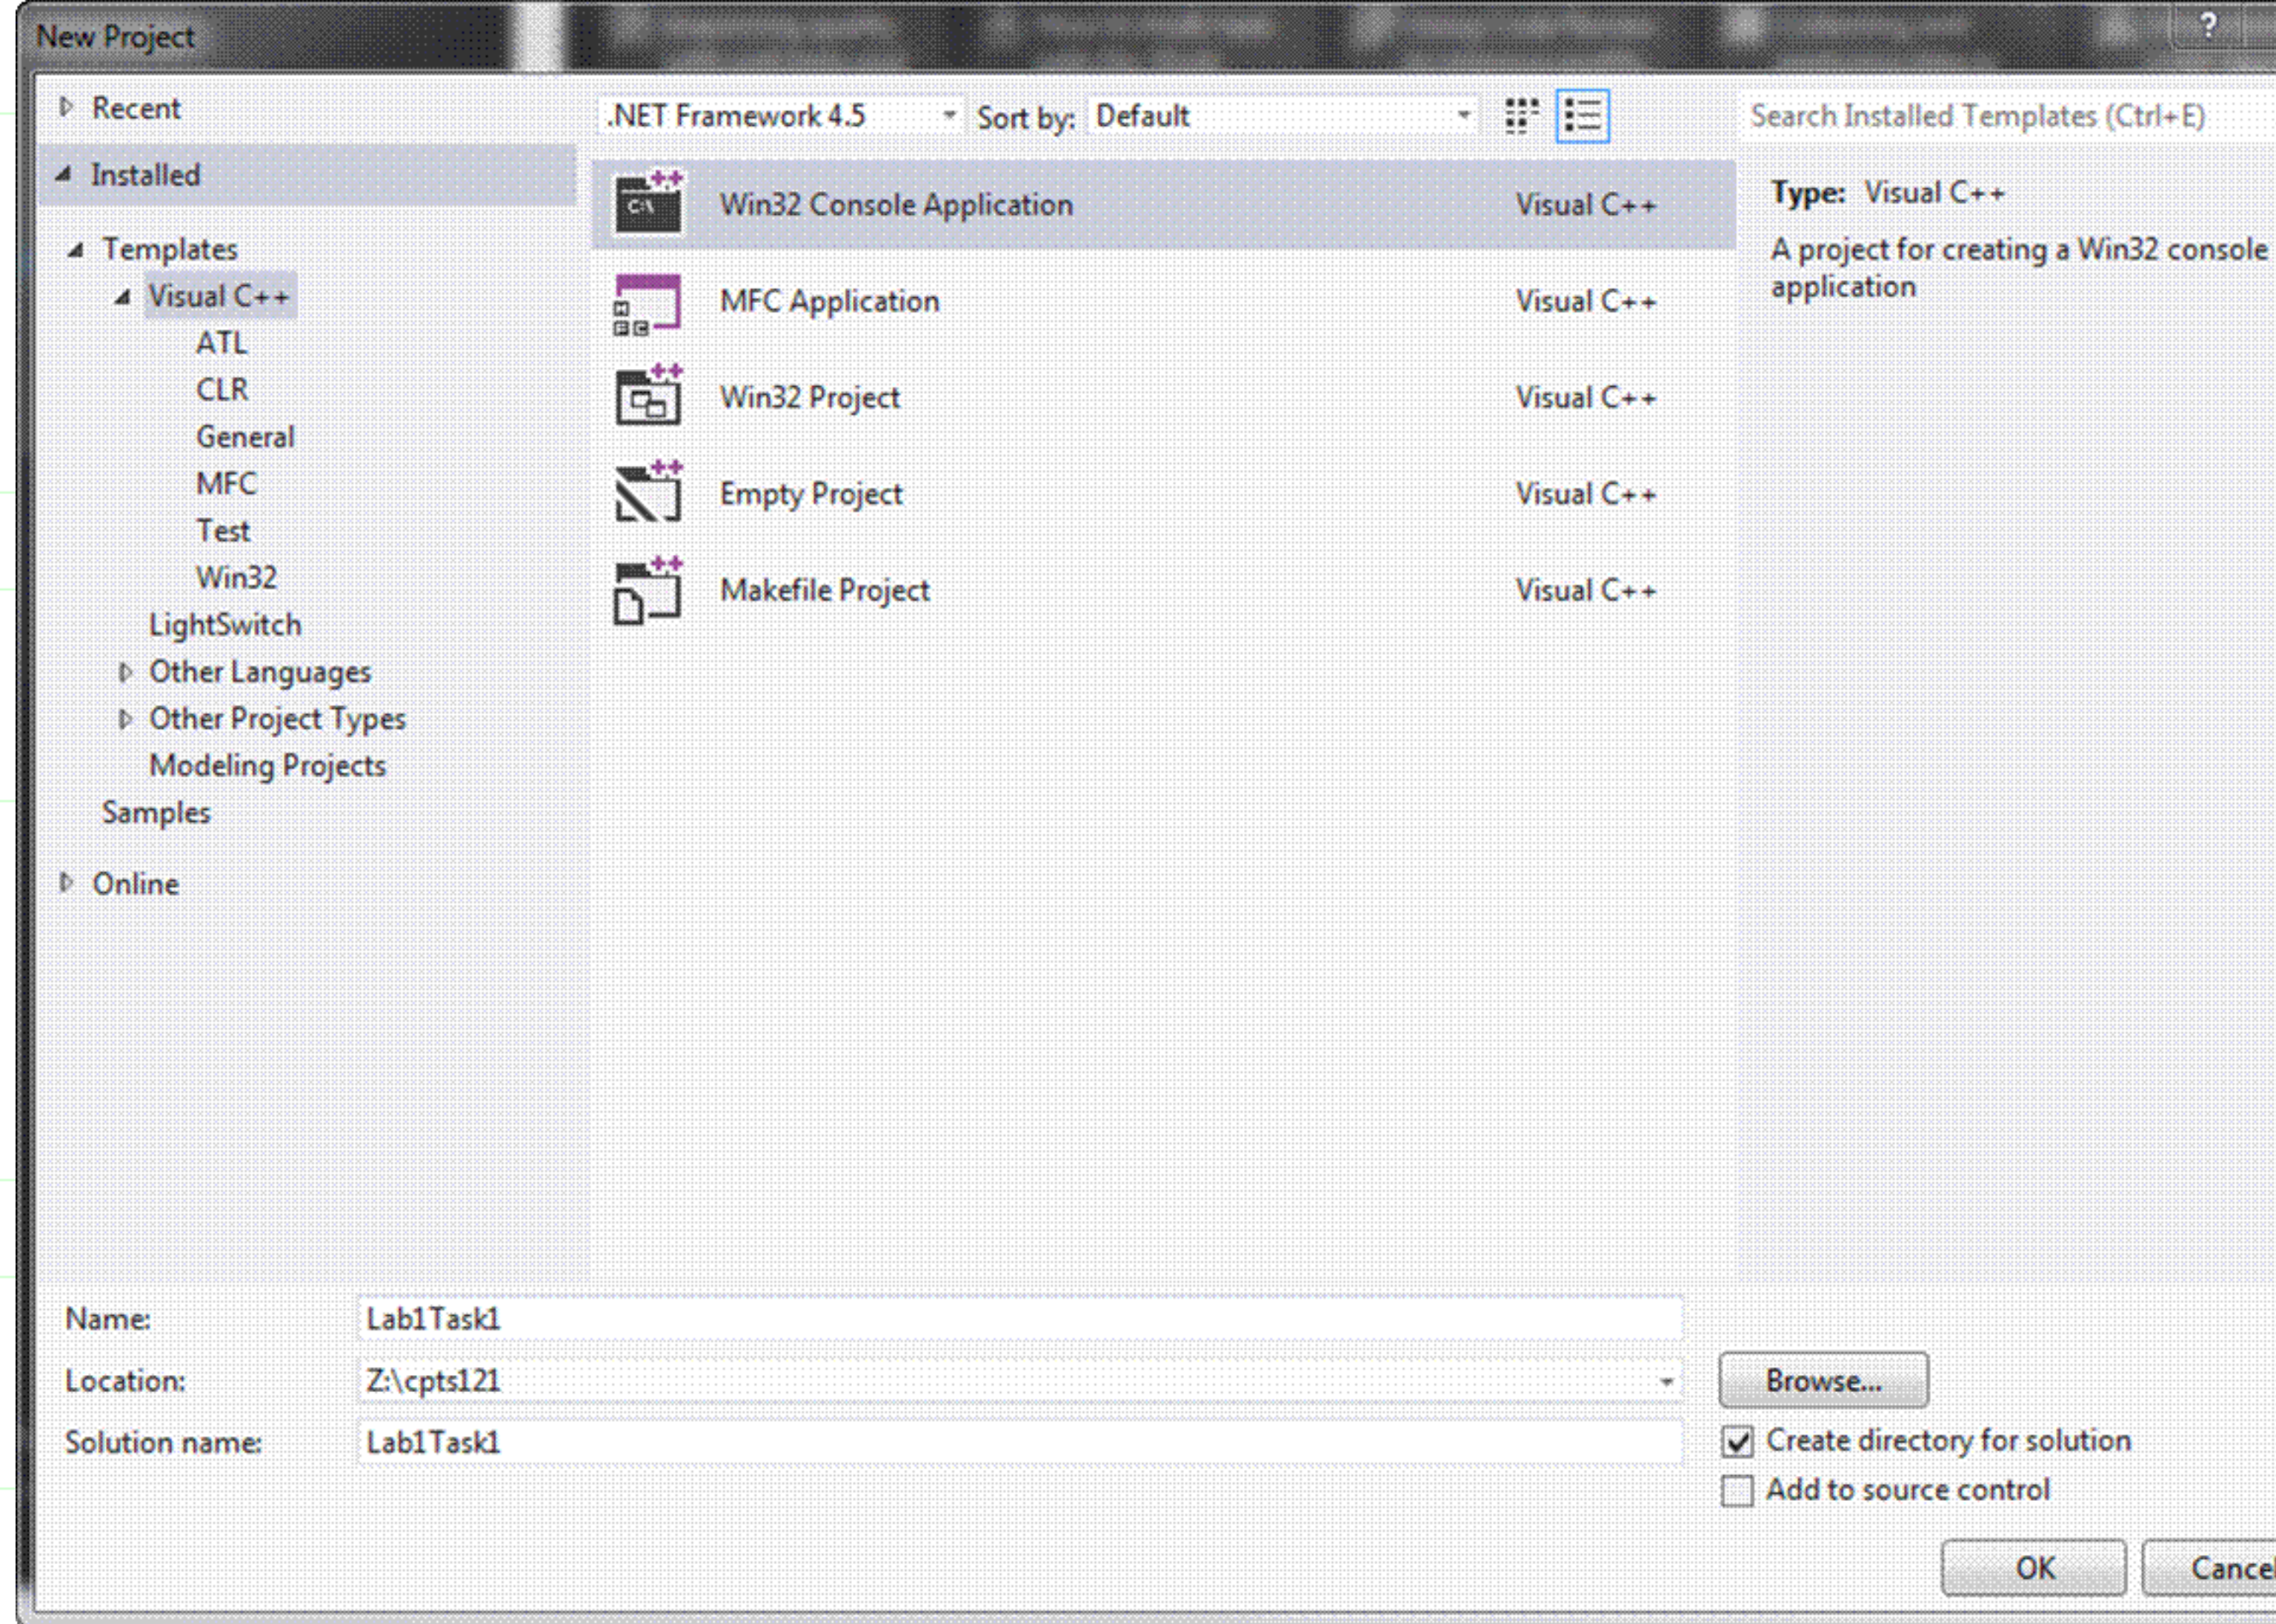 New Project
?
Recent
Installed
Templates
Visual C++
ATL
CLR
General
MFC
Test
Win32
LightSwitch
Other Languages
Other Project Types
Modeling Projects
Samples
Online
.NET Framework 4.5 Sort by: Default
Win32 Console Application Visual C++
MFC Application Visual C++
Win32 Project Visual C++
Empty Project Visual C++
Makefile Project Visual C++
Search Installed Templates (Ctrl+E)
Type: Visual C++
A project for creating a Win32 console
application
Name: Lab1Task1
Location: Z:\cpts121 Browse...
Solution name: Lab1Task1
Create directory for solution
Add to source control
OK Cancel